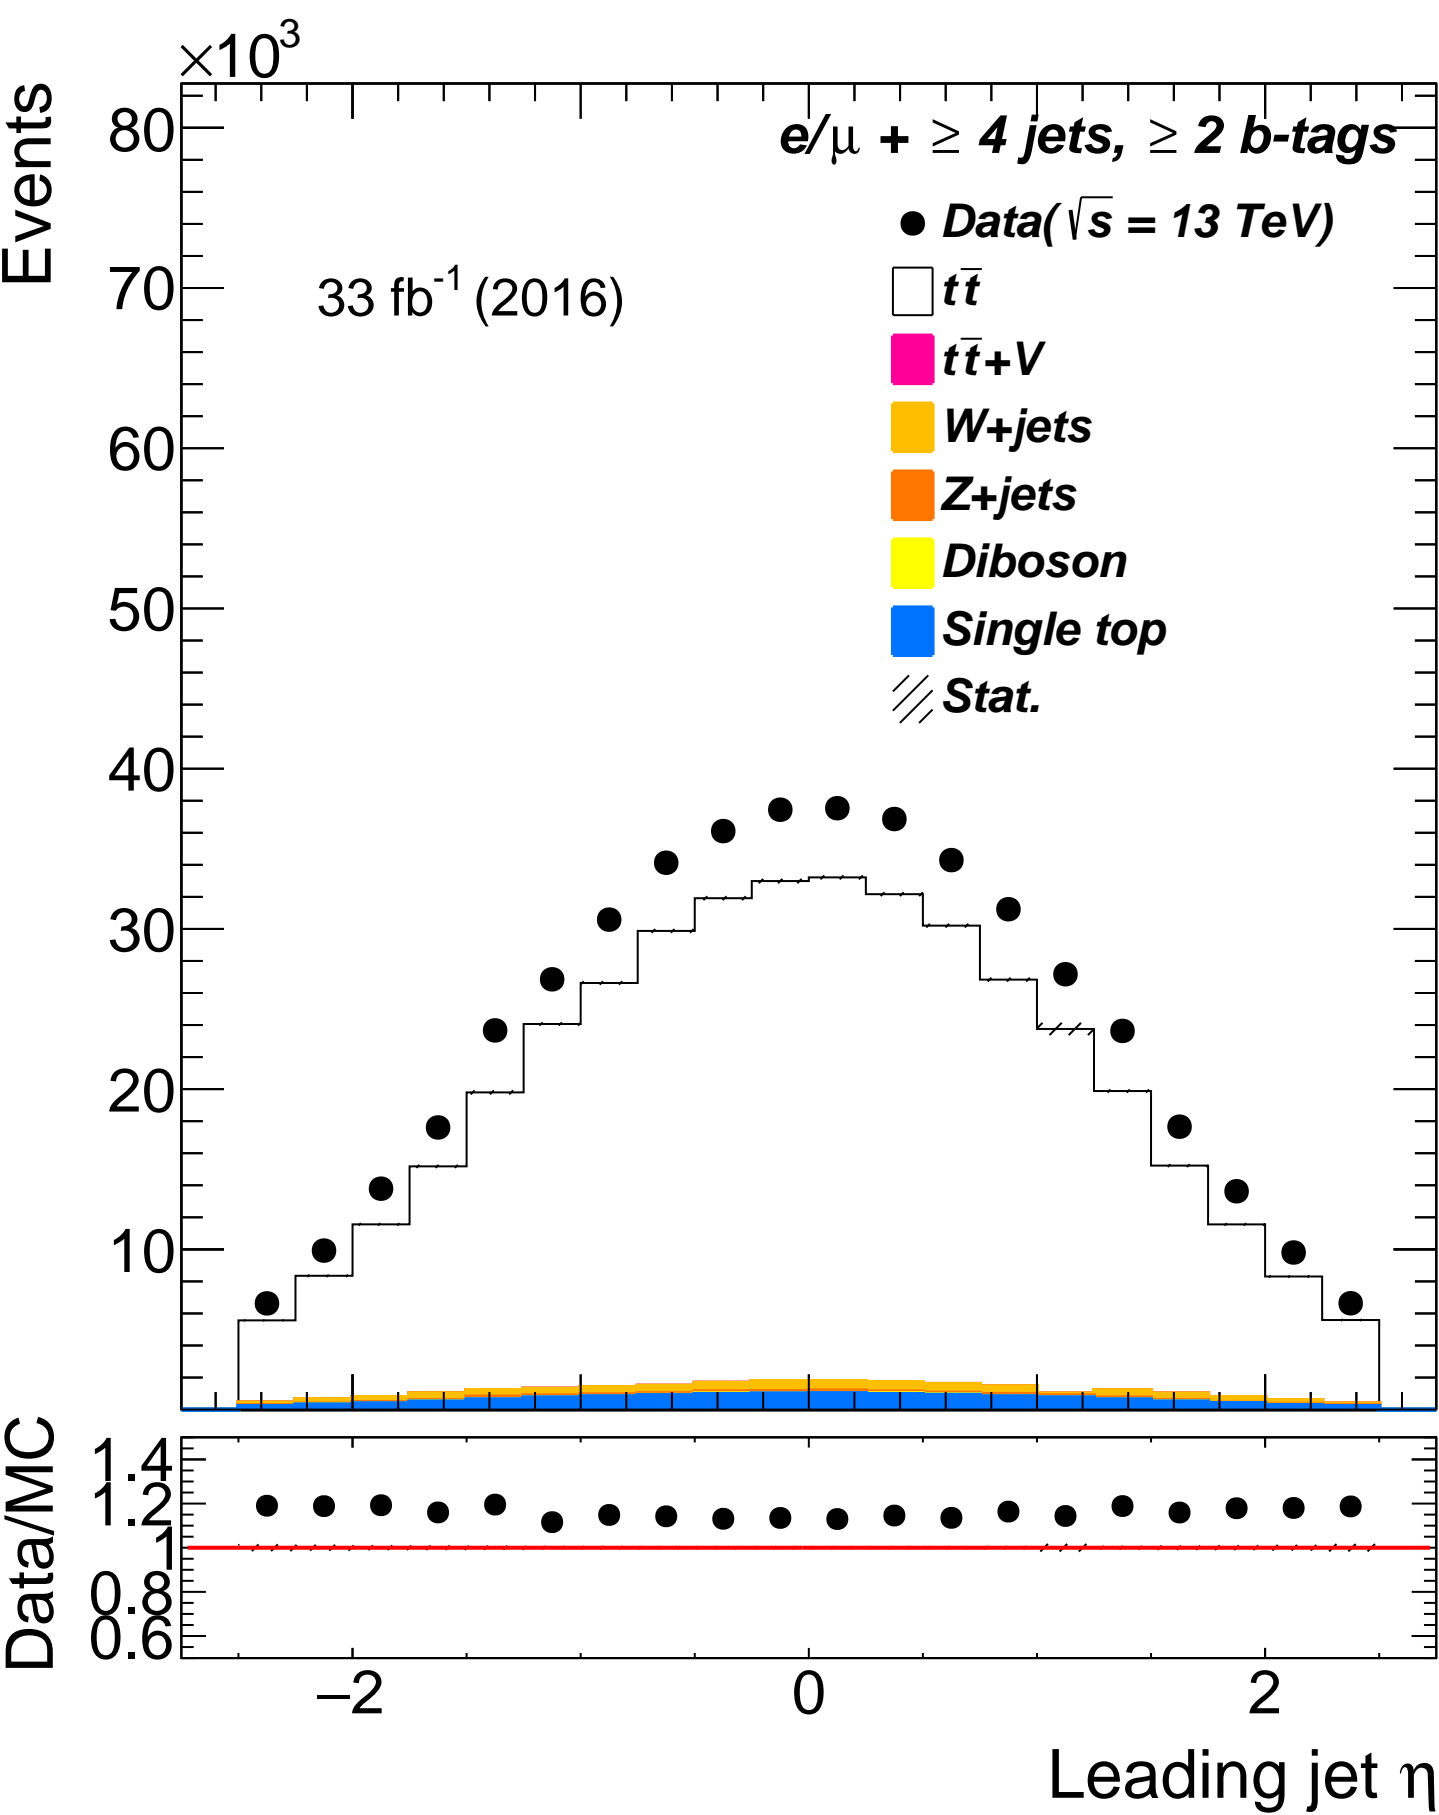 ×10³
Events
80
70
60
50
40
30
20
10
e/μ + ≥ 4 jets, ≥ 2 b-tags
33 fb⁻¹ (2016)
Data(√s = 13 TeV)
tt̅
tt̅+V
W+jets
Z+jets
Diboson
Single top
Stat.
Data/MC
1.4
1.2
1
0.8
0.6
−2 0 2
Leading jet η